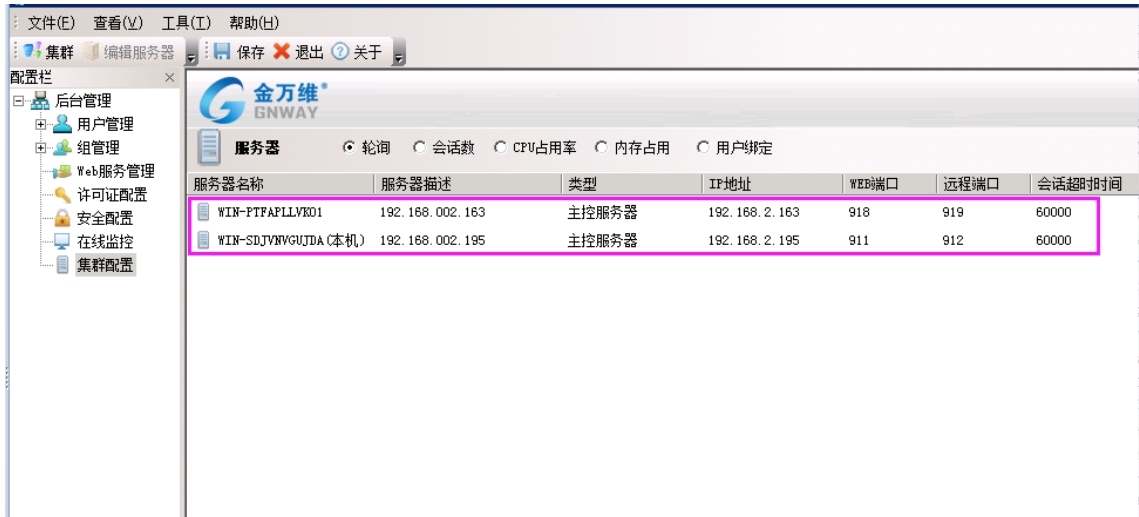 文件(F) 查看(V) 工具(T) 帮助(H)
集群 编辑服务器 保存 退出 关于
配置栏
后台管理
用户管理
组管理
Web服务管理
许可证配置
安全配置
在线监控
集群配置
金万维
GNWAY
服务器 轮询 会话数 CPU占用率 内存占用 用户绑定
服务器名称 服务器描述 类型 IP地址 WEB端口 远程端口 会话超时时间
WIN-PTFAPLLVK01 192.168.002.163 主控服务器 192.168.2.163 918 919 60000
WIN-SDJVNVGUJDA(本机) 192.168.002.195 主控服务器 192.168.2.195 911 912 60000